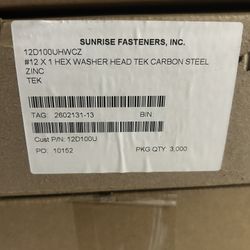 SUNRISE FASTENERS, INC.
12D100UHWCZ
#12 X 1 HEX WASHER HEAD TEK CARBON STEEL
ZINC
TEK
TAG: 2602131-13 BIN
Cust P/N: 12D100U
PO: 10152 PKG QTY: 3,000